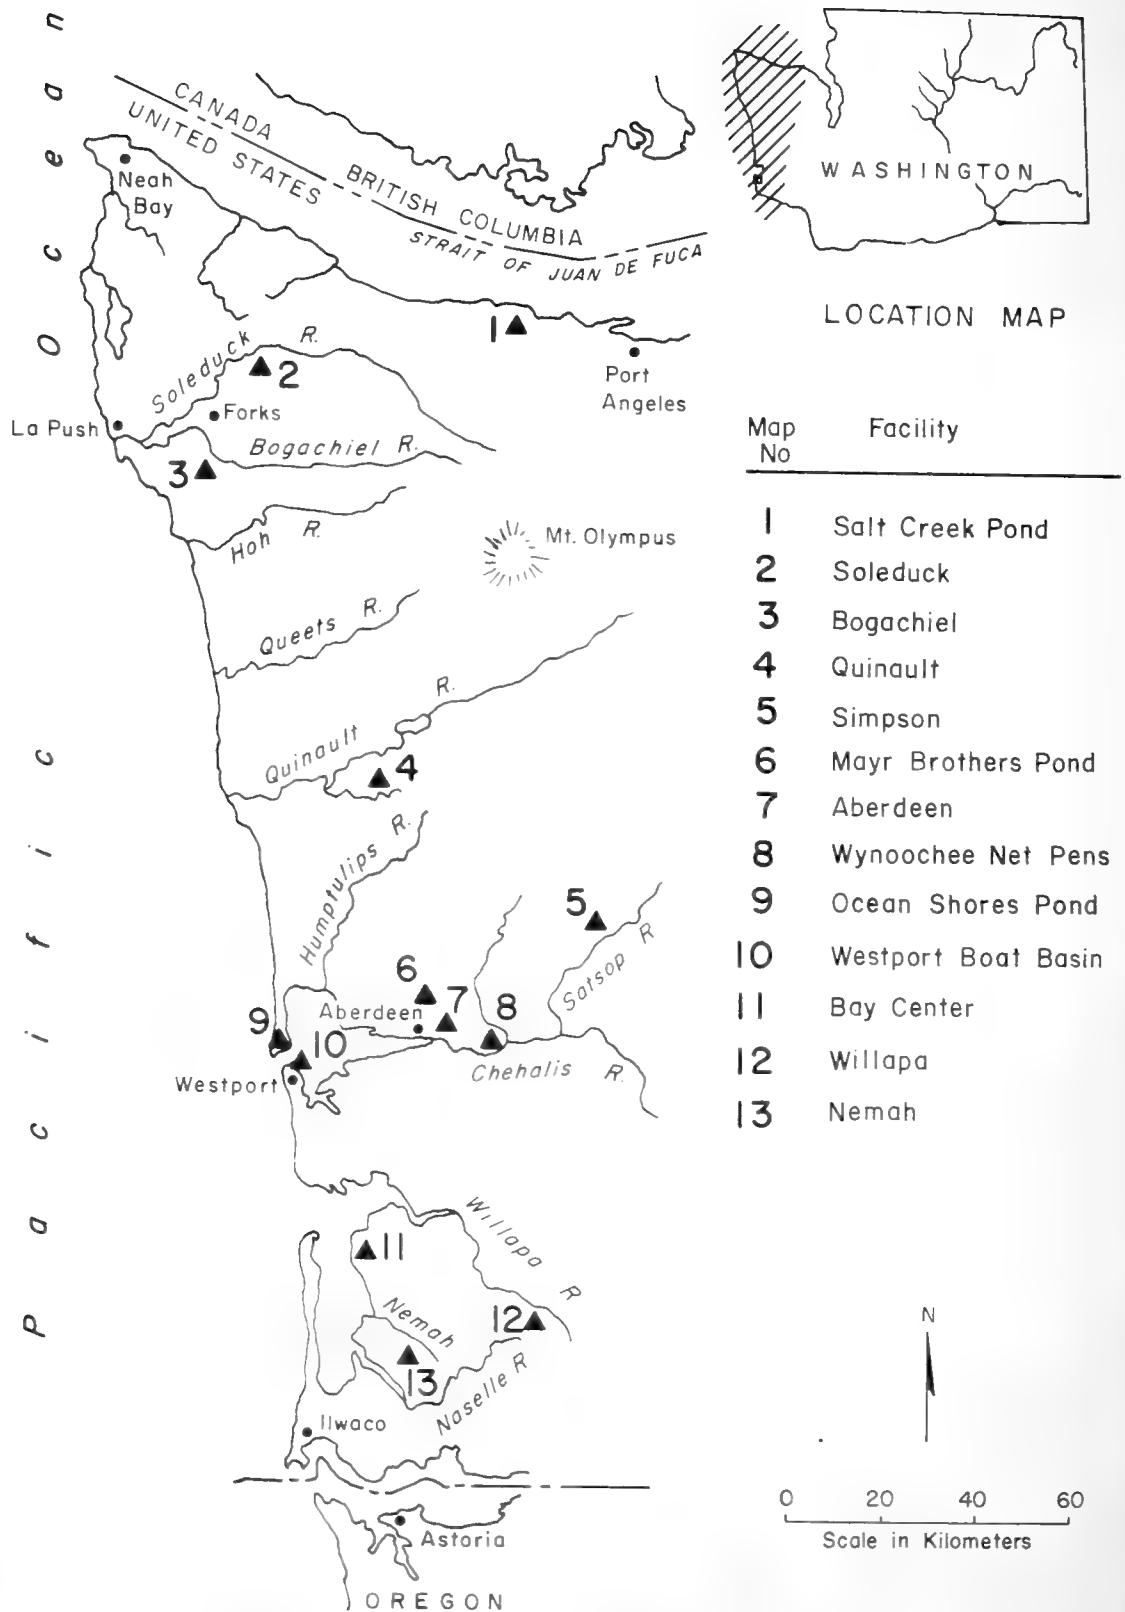 Pacific Ocean
CANADA
UNITED STATES
BRITISH COLUMBIA
STRAIT OF JUAN DE FUCA
Neah
Bay
WASHINGTON
LOCATION MAP
1
Port
Angeles
Soleduck R.
2
Forks
La Push
Bogachiel R.
3
Hoh R.
Mt. Olympus
Queets R.
Quinault R.
4
Humptulips R.
5
Satsop R
6
7
8
Aberdeen
9
10
Westport
Chehalis R.
Willapa R
11
12
Nemah
13
Naselle R
Ilwaco
Astoria
OREGON
Map
No
Facility
1 Salt Creek Pond
2 Soleduck
3 Bogachiel
4 Quinault
5 Simpson
6 Mayr Brothers Pond
7 Aberdeen
8 Wynoochee Net Pens
9 Ocean Shores Pond
10 Westport Boat Basin
11 Bay Center
12 Willapa
13 Nemah
N
0 20 40 60
Scale in Kilometers